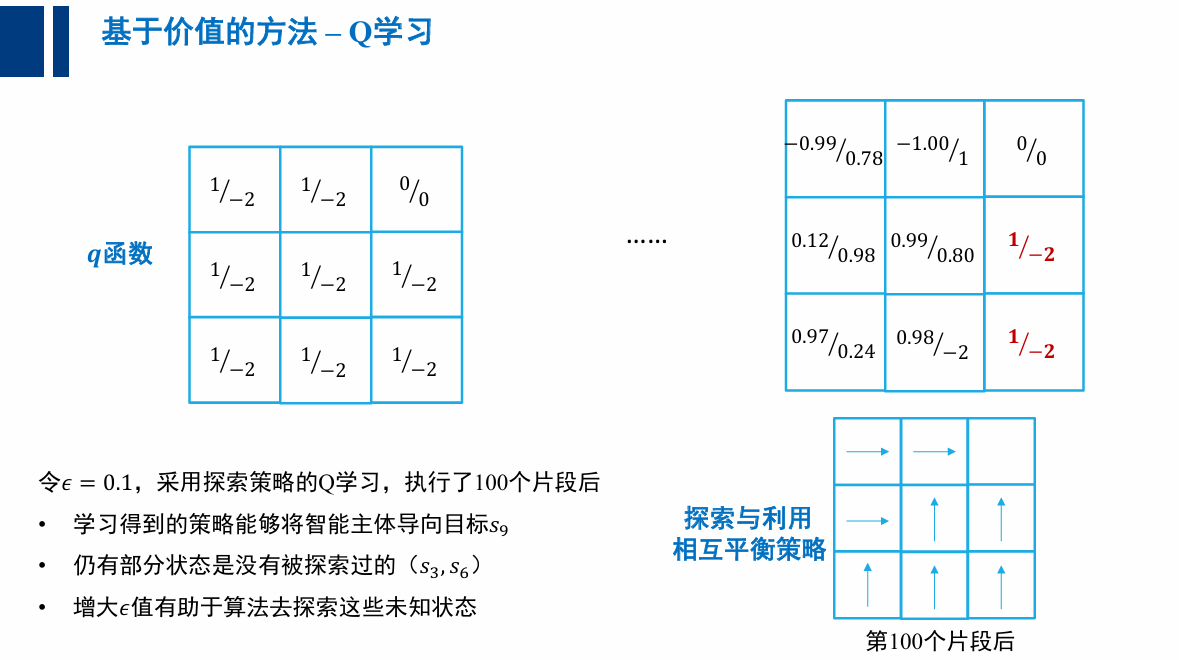 基于价值的方法 – Q学习
q函数
1/−2 1/−2 0/0
1/−2 1/−2 1/−2
1/−2 1/−2 1/−2
……
−0.99/0.78 −1.00/1 0/0
0.12/0.98 0.99/0.80 1/−2
0.97/0.24 0.98/−2 1/−2
令ϵ = 0.1，采用探索策略的Q学习，执行了100个片段后
• 学习得到的策略能够将智能主体导向目标s₉
• 仍有部分状态是没有被探索过的（s₃, s₆）
• 增大ϵ值有助于算法去探索这些未知状态
探索与利用
相互平衡策略
第100个片段后